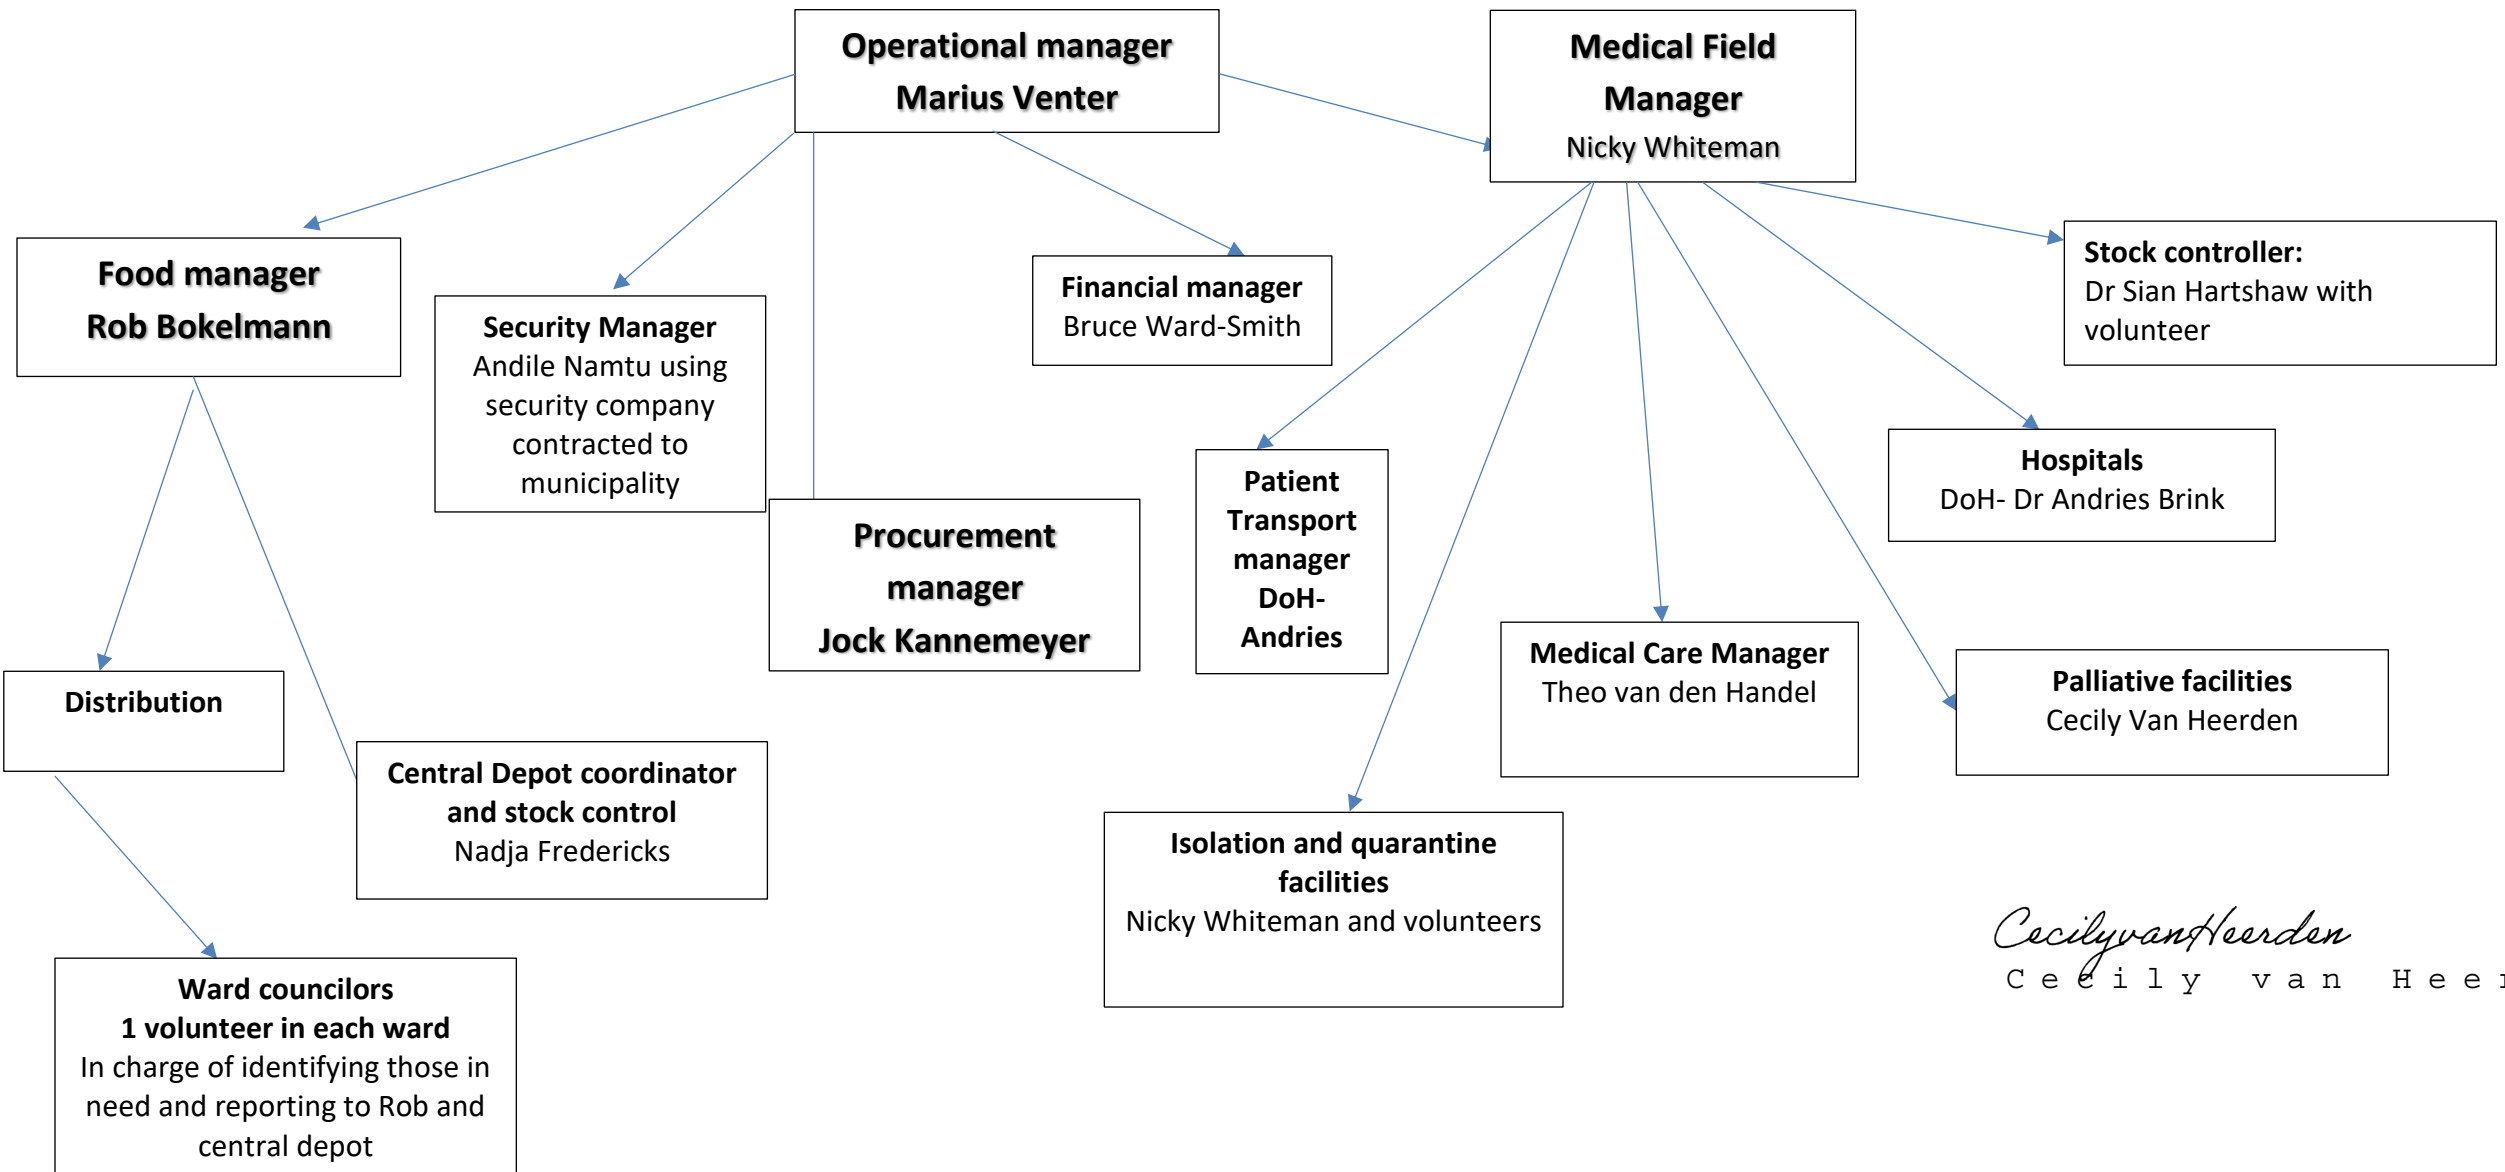 Operational manager
Marius Venter
Medical Field
Manager
Nicky Whiteman
Food manager
Rob Bokelmann
Security Manager
Andile Namtu using
security company
contracted to
municipality
Financial manager
Bruce Ward-Smith
Stock controller:
Dr Sian Hartshaw with
volunteer
Procurement
manager
Jock Kannemeyer
Patient
Transport
manager
DoH-
Andries
Hospitals
DoH- Dr Andries Brink
Distribution
Central Depot coordinator
and stock control
Nadja Fredericks
Medical Care Manager
Theo van den Handel
Palliative facilities
Cecily Van Heerden
Isolation and quarantine
facilities
Nicky Whiteman and volunteers
Ward councilors
1 volunteer in each ward
In charge of identifying those in
need and reporting to Rob and
central depot
CecilyvanHeerden
Cecily van Heer